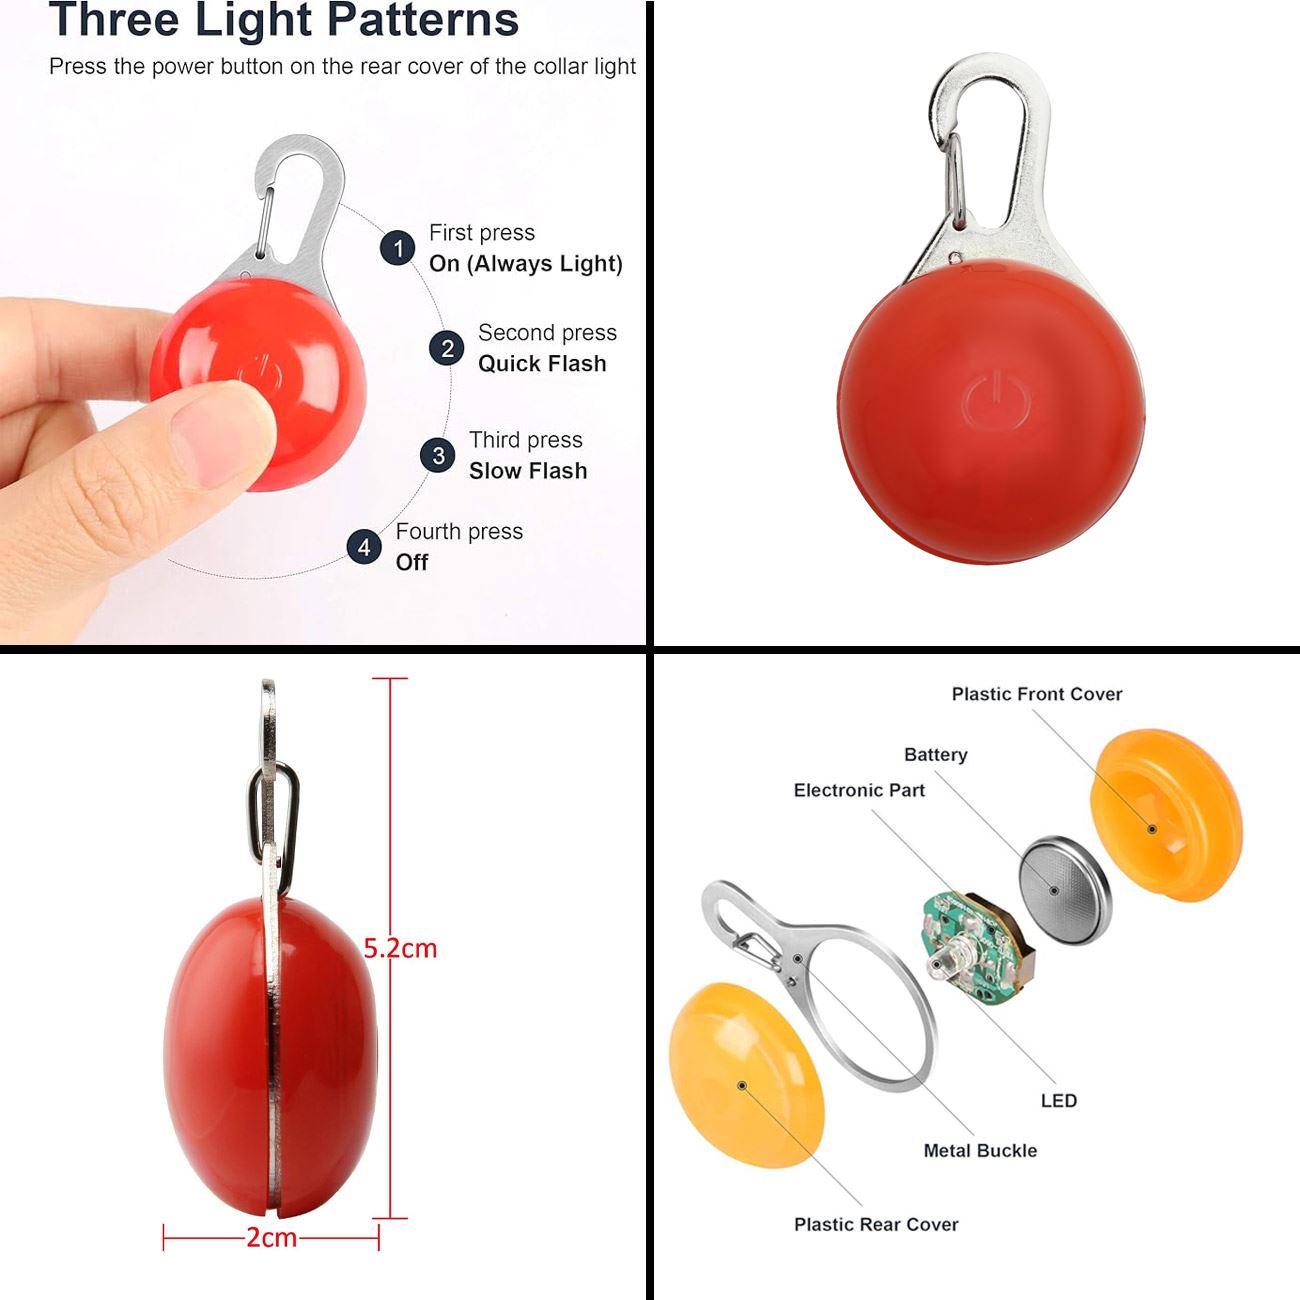 Three Light Patterns
Press the power button on the rear cover of the collar light
1
First press
On (Always Light)
2
Second press
Quick Flash
3
Third press
Slow Flash
4
Fourth press
Off
5.2cm
2cm
Plastic Front Cover
Battery
Electronic Part
LED
Metal Buckle
Plastic Rear Cover